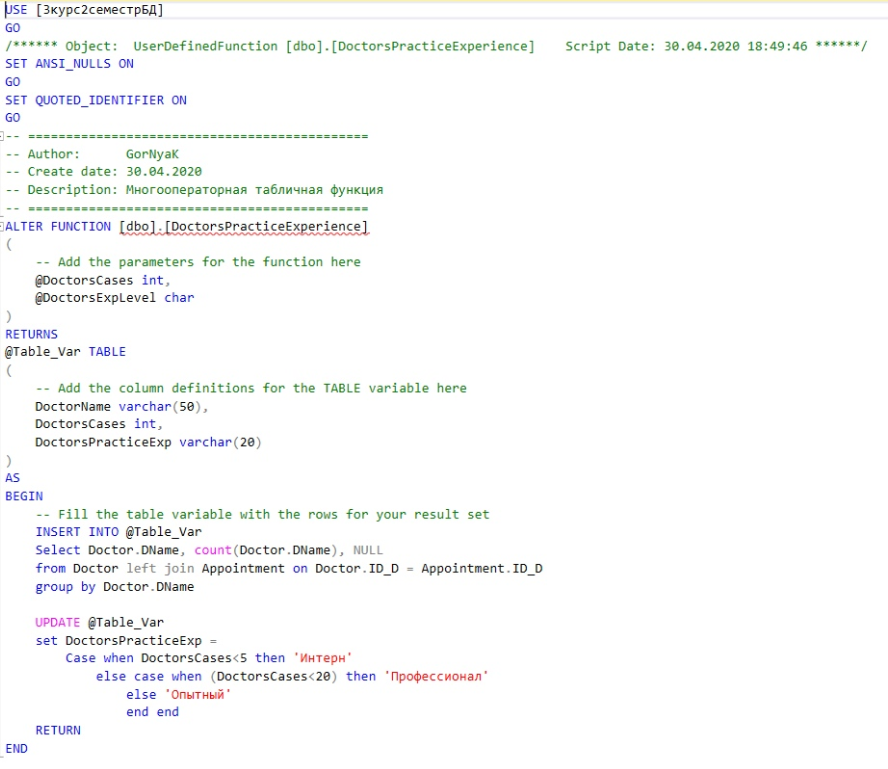 USE [3курс2семестрБД]
GO
/****** Object:  UserDefinedFunction [dbo].[DoctorsPracticeExperience]    Script Date: 30.04.2020 18:49:46 ******/
SET ANSI_NULLS ON
GO
SET QUOTED_IDENTIFIER ON
GO
-- =============================================
-- Author:      GorNyaK
-- Create date: 30.04.2020
-- Description: Многооператорная табличная функция
-- =============================================
ALTER FUNCTION [dbo].[DoctorsPracticeExperience]
(
    -- Add the parameters for the function here
    @DoctorsCases int,
    @DoctorsExpLevel char
)
RETURNS
@Table_Var TABLE
(
    -- Add the column definitions for the TABLE variable here
    DoctorName varchar(50),
    DoctorsCases int,
    DoctorsPracticeExp varchar(20)
)
AS
BEGIN
    -- Fill the table variable with the rows for your result set
    INSERT INTO @Table_Var
    Select Doctor.DName, count(Doctor.DName), NULL
    from Doctor left join Appointment on Doctor.ID_D = Appointment.ID_D
    group by Doctor.DName

    UPDATE @Table_Var
    set DoctorsPracticeExp =
        Case when DoctorsCases<5 then 'Интерн'
            else case when (DoctorsCases<20) then 'Профессионал'
                else 'Опытный'
                end end
    RETURN
END